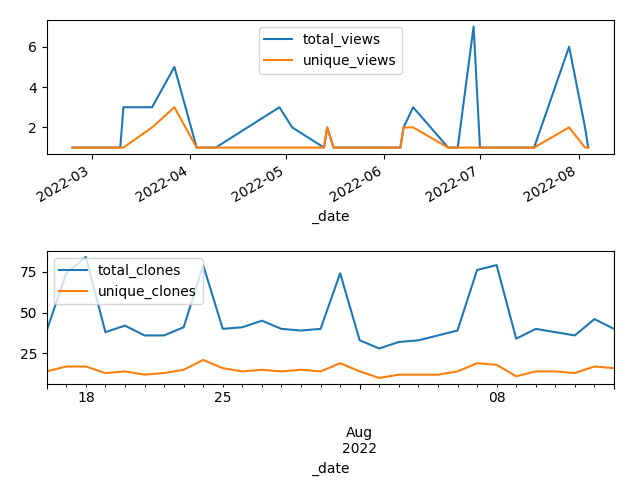 total_views
unique_views
6
4
2
2022-03
2022-04
2022-05
2022-06
2022-07
2022-08
_date
total_clones
unique_clones
75
50
25
18
25
08
Aug
2022
_date